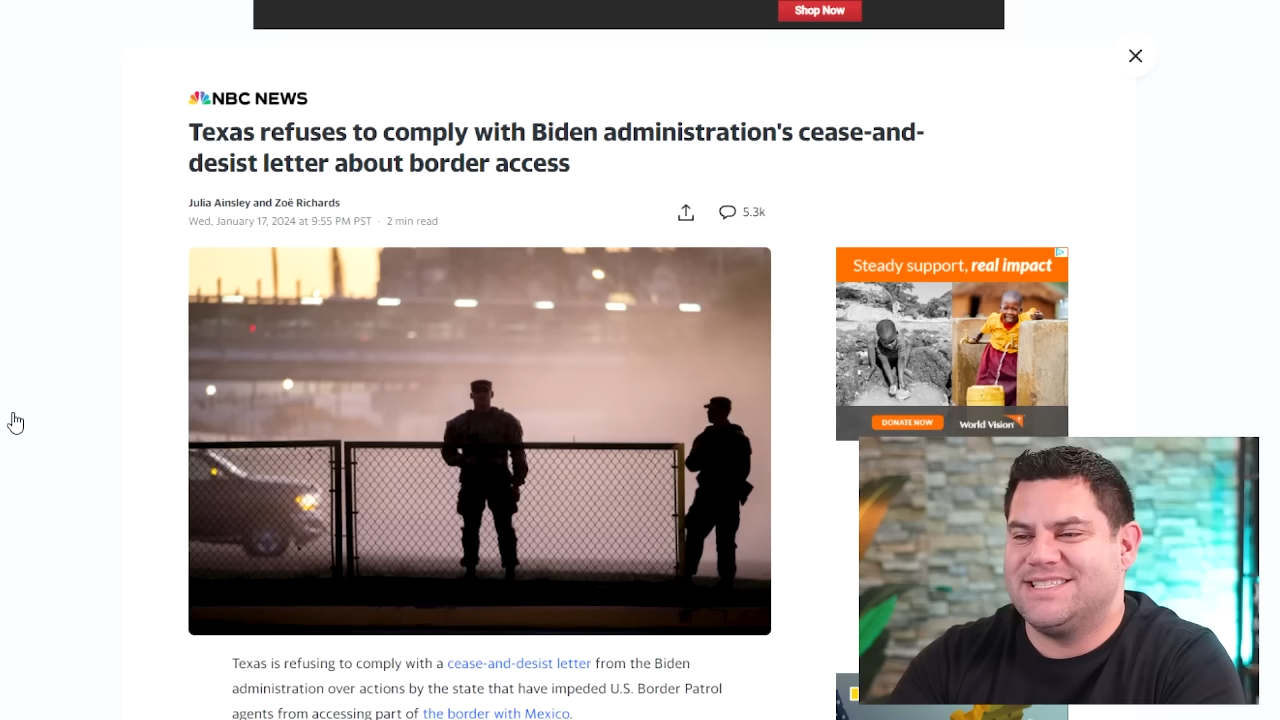 Shop Now
NBC NEWS
Texas refuses to comply with Biden administration's cease-and-
desist letter about border access
Julia Ainsley and Zoë Richards
Wed, January 17, 2024 at 9:55 PM PST · 2 min read
5.3k
Steady support, real impact
DONATE NOW
World Vision
Texas is refusing to comply with a cease-and-desist letter from the Biden
administration over actions by the state that have impeded U.S. Border Patrol
agents from accessing part of the border with Mexico.